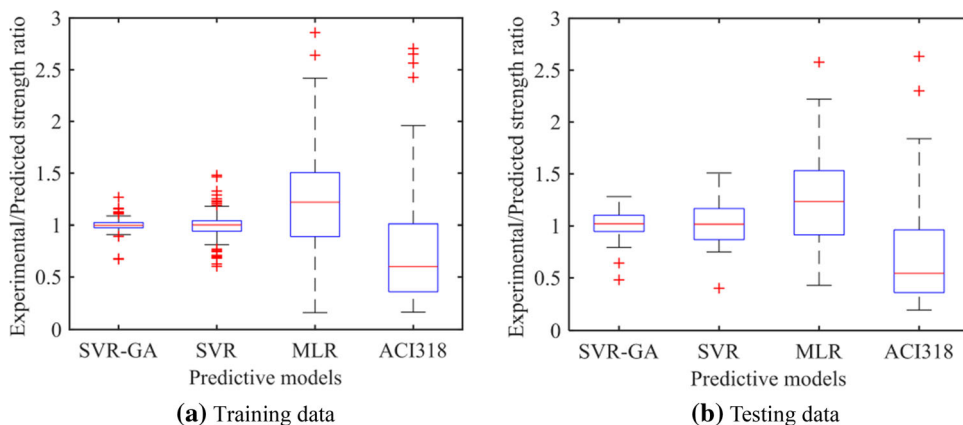 3
2.5
2
1.5
1
0.5
0
Experimental/Predicted strength ratio
SVR-GA SVR MLR ACI318
Predictive models
(a) Training data
3
2.5
2
1.5
1
0.5
0
Experimental/Predicted strength ratio
SVR-GA SVR MLR ACI318
Predictive models
(b) Testing data